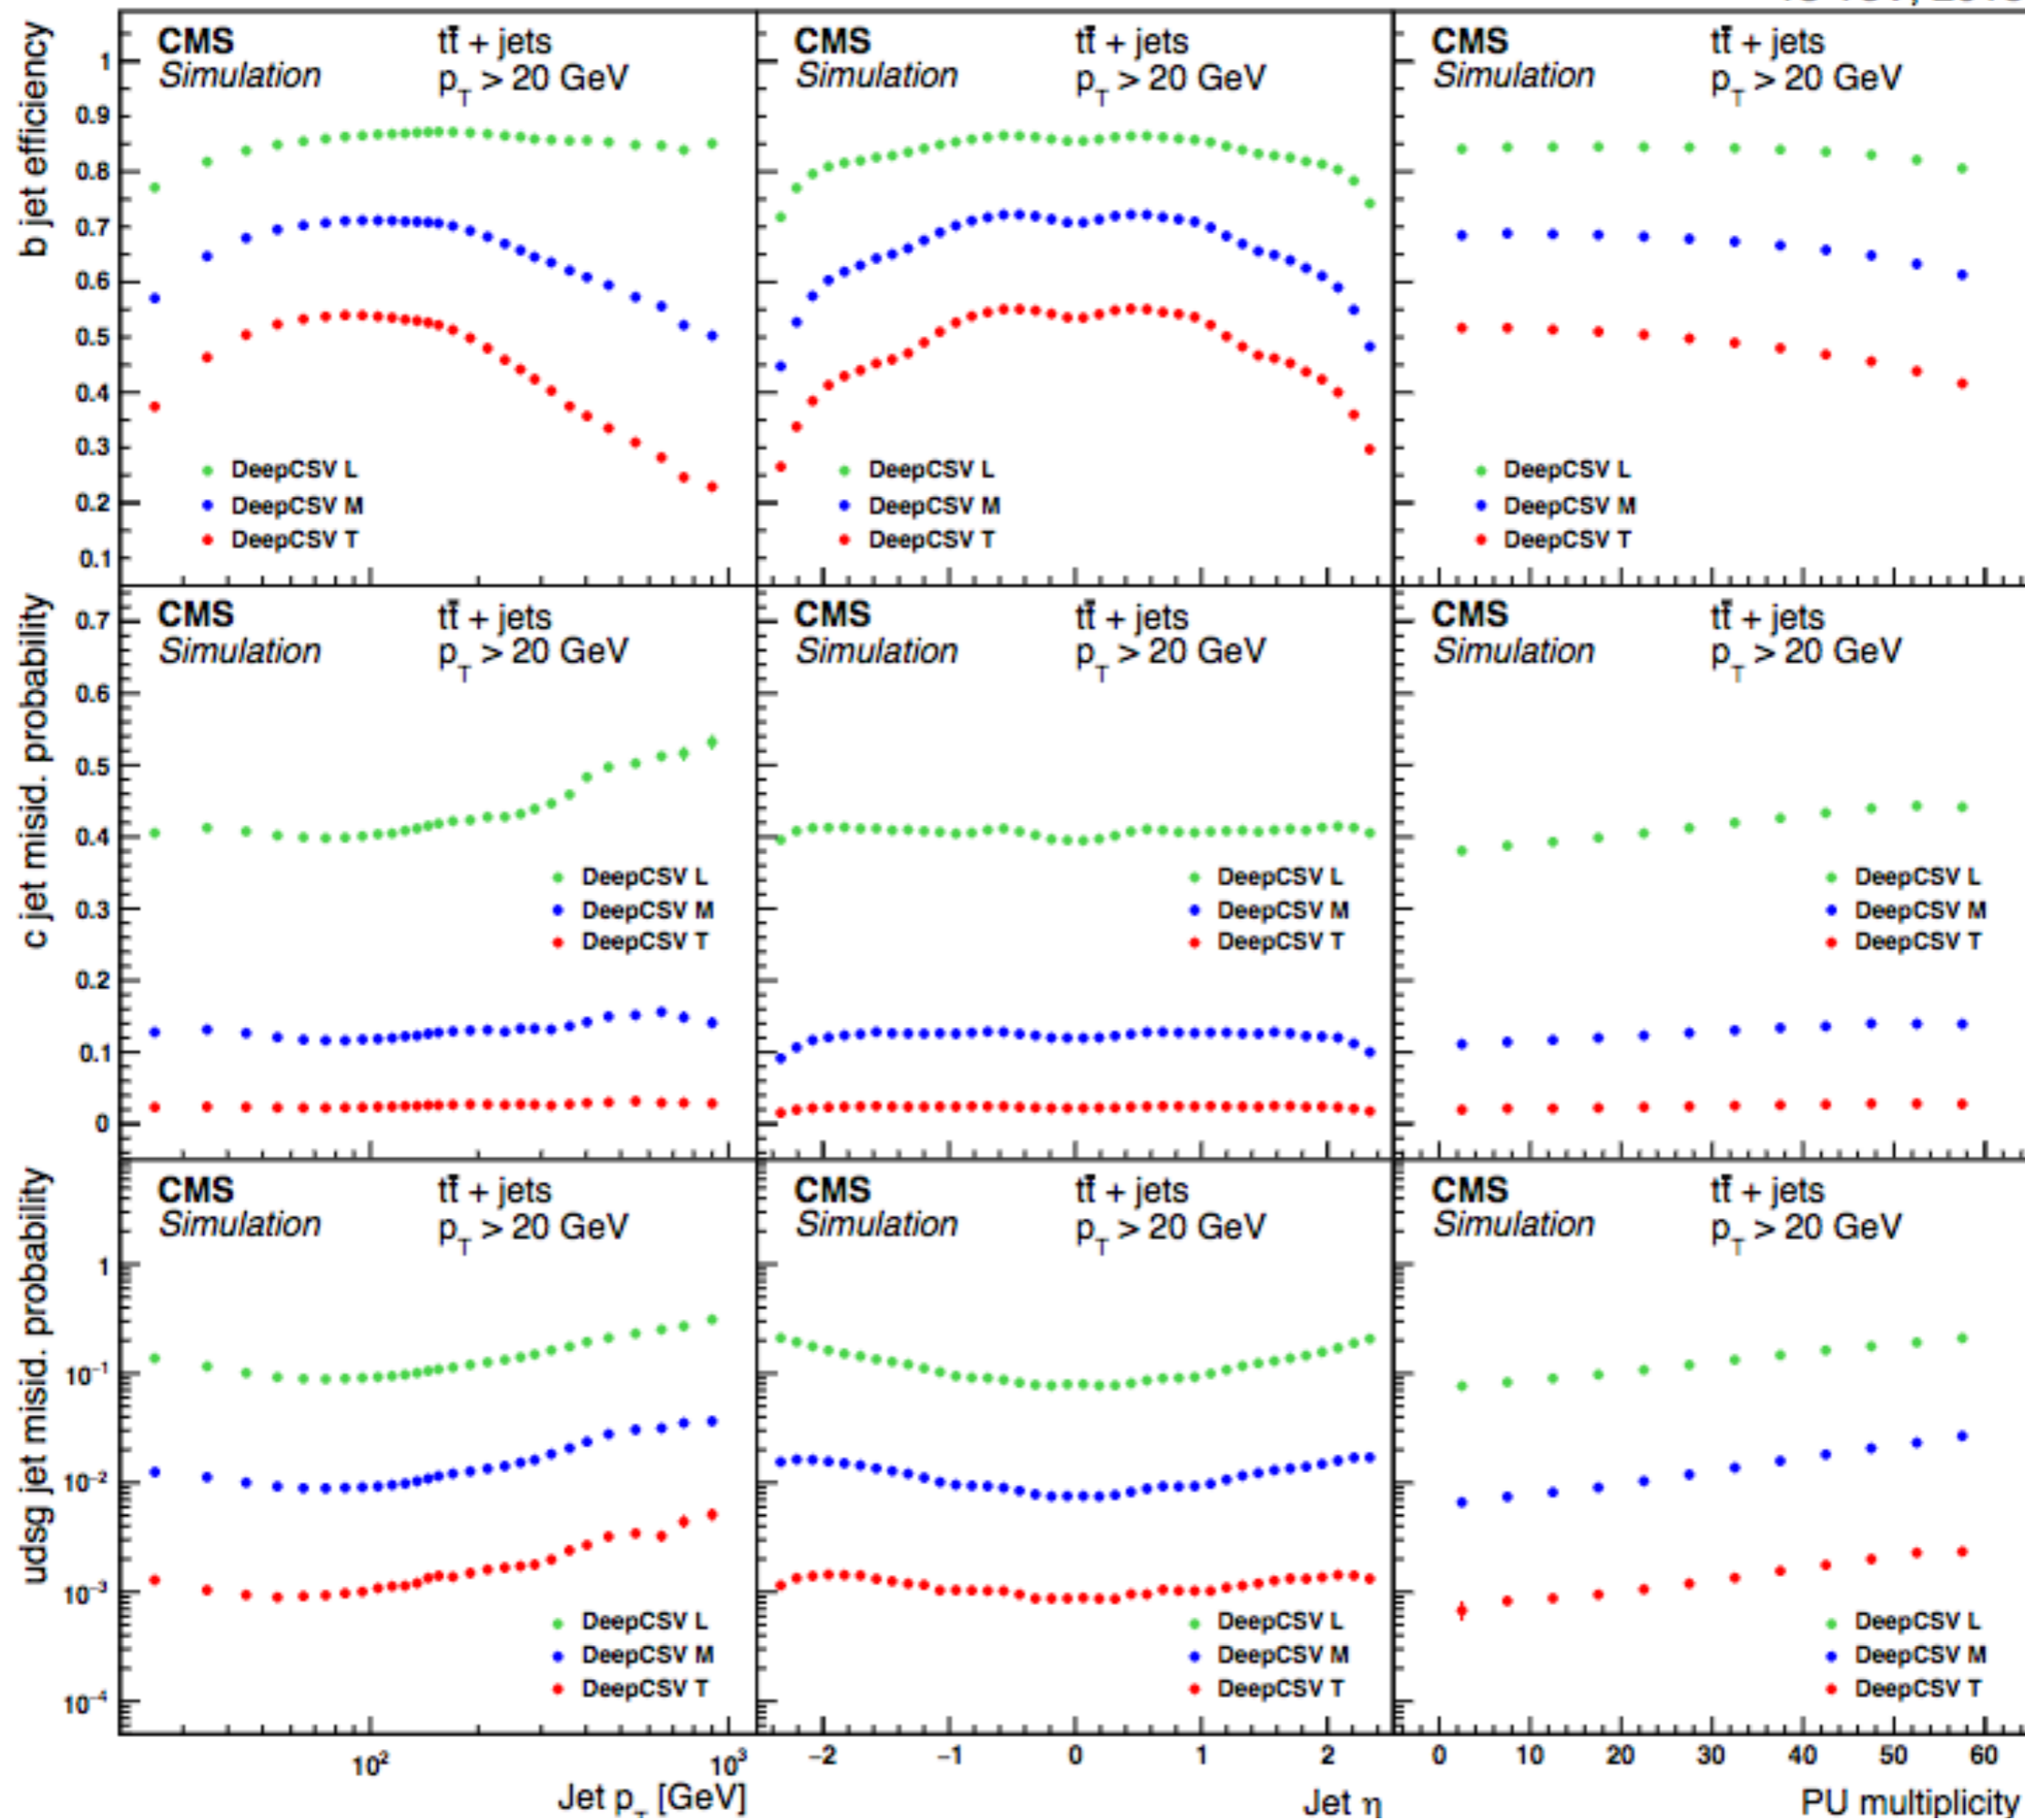 CMS tt̄ + jets
Simulation p_T > 20 GeV
CMS tt̄ + jets
Simulation p_T > 20 GeV
CMS tt̄ + jets
Simulation p_T > 20 GeV
b jet efficiency
1
0.9
0.8
0.7
0.6
0.5
0.4
0.3
0.2
0.1
DeepCSV L
DeepCSV M
DeepCSV T
DeepCSV L
DeepCSV M
DeepCSV T
DeepCSV L
DeepCSV M
DeepCSV T
CMS tt̄ + jets
Simulation p_T > 20 GeV
CMS tt̄ + jets
Simulation p_T > 20 GeV
CMS tt̄ + jets
Simulation p_T > 20 GeV
c jet misid. probability
0.7
0.6
0.5
0.4
0.3
0.2
0.1
0
DeepCSV L
DeepCSV M
DeepCSV T
DeepCSV L
DeepCSV M
DeepCSV T
DeepCSV L
DeepCSV M
DeepCSV T
CMS tt̄ + jets
Simulation p_T > 20 GeV
CMS tt̄ + jets
Simulation p_T > 20 GeV
CMS tt̄ + jets
Simulation p_T > 20 GeV
udsg jet misid. probability
1
10⁻¹
10⁻²
10⁻³
10⁻⁴
DeepCSV L
DeepCSV M
DeepCSV T
DeepCSV L
DeepCSV M
DeepCSV T
DeepCSV L
DeepCSV M
DeepCSV T
10² 10³
Jet p_T [GeV]
−2 −1 0 1 2
Jet η
0 10 20 30 40 50 60
PU multiplicity